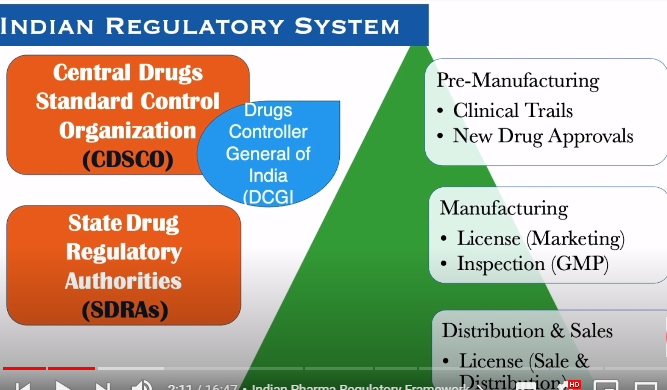 INDIAN REGULATORY SYSTEM
Central Drugs
Standard Control
Organization
(CDSCO)
Drugs
Controller
General of
India
(DCGI
State Drug
Regulatory
Authorities
(SDRAs)
Pre-Manufacturing
• Clinical Trails
• New Drug Approvals
Manufacturing
• License (Marketing)
• Inspection (GMP)
Distribution & Sales
• License (Sale &
Distribution)
2:11 / 16:47 • Indian Pharma Regulatory Framework
HD